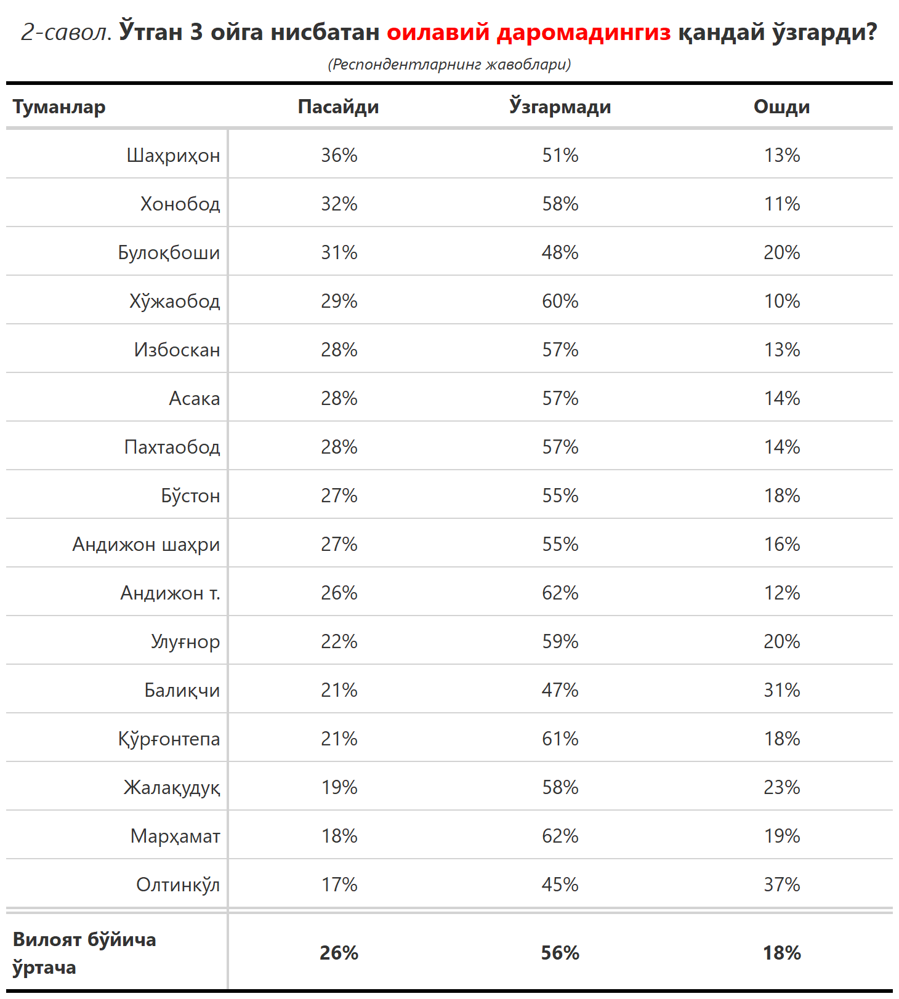 2-савол. Ўтган 3 ойга нисбатан оилавий даромадингиз қандай ўзгарди?
(Респондентларнинг жавоблари)
Туманлар Пасайди Ўзгармади Ошди
Шаҳриҳон 36% 51% 13%
Хонобод 32% 58% 11%
Булоқбоши 31% 48% 20%
Хўжаобод 29% 60% 10%
Избоскан 28% 57% 13%
Асака 28% 57% 14%
Пахтаобод 28% 57% 14%
Бўстон 27% 55% 18%
Андижон шаҳри 27% 55% 16%
Андижон т. 26% 62% 12%
Улуғнор 22% 59% 20%
Балиқчи 21% 47% 31%
Қўрғонтепа 21% 61% 18%
Жалақудуқ 19% 58% 23%
Марҳамат 18% 62% 19%
Олтинкўл 17% 45% 37%
Вилоят бўйича
ўртача 26% 56% 18%